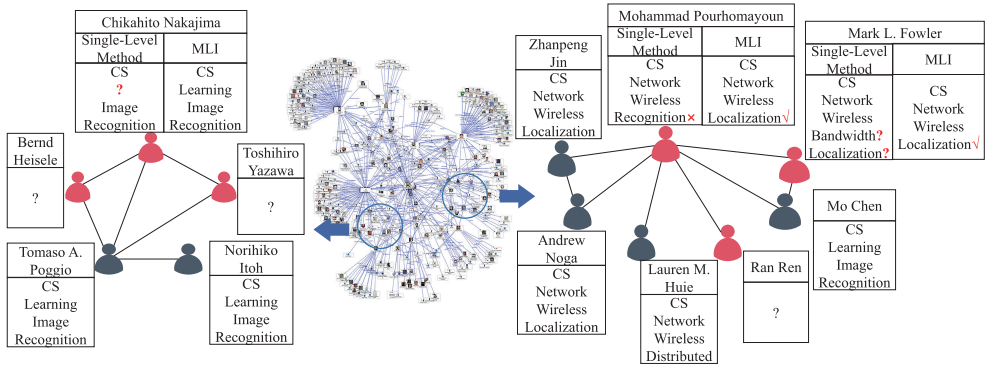 Chikahito Nakajima
Single-Level
Method
MLI
CS
?
Image
Recognition
CS
Learning
Image
Recognition
Bernd
Heisele
?
Toshihiro
Yazawa
?
Tomaso A.
Poggio
CS
Learning
Image
Recognition
Norihiko
Itoh
CS
Learning
Image
Recognition
Zhanpeng
Jin
CS
Network
Wireless
Localization
Mohammad Pourhomayoun
Single-Level
Method
MLI
CS
Network
Wireless
Recognition×
CS
Network
Wireless
Localization√
Mark L. Fowler
Single-Level
Method
MLI
CS
Network
Wireless
Bandwidth?
Localization?
CS
Network
Wireless
Localization√
Andrew
Noga
CS
Network
Wireless
Localization
Lauren M.
Huie
CS
Network
Wireless
Distributed
Ran Ren
?
Mo Chen
CS
Learning
Image
Recognition